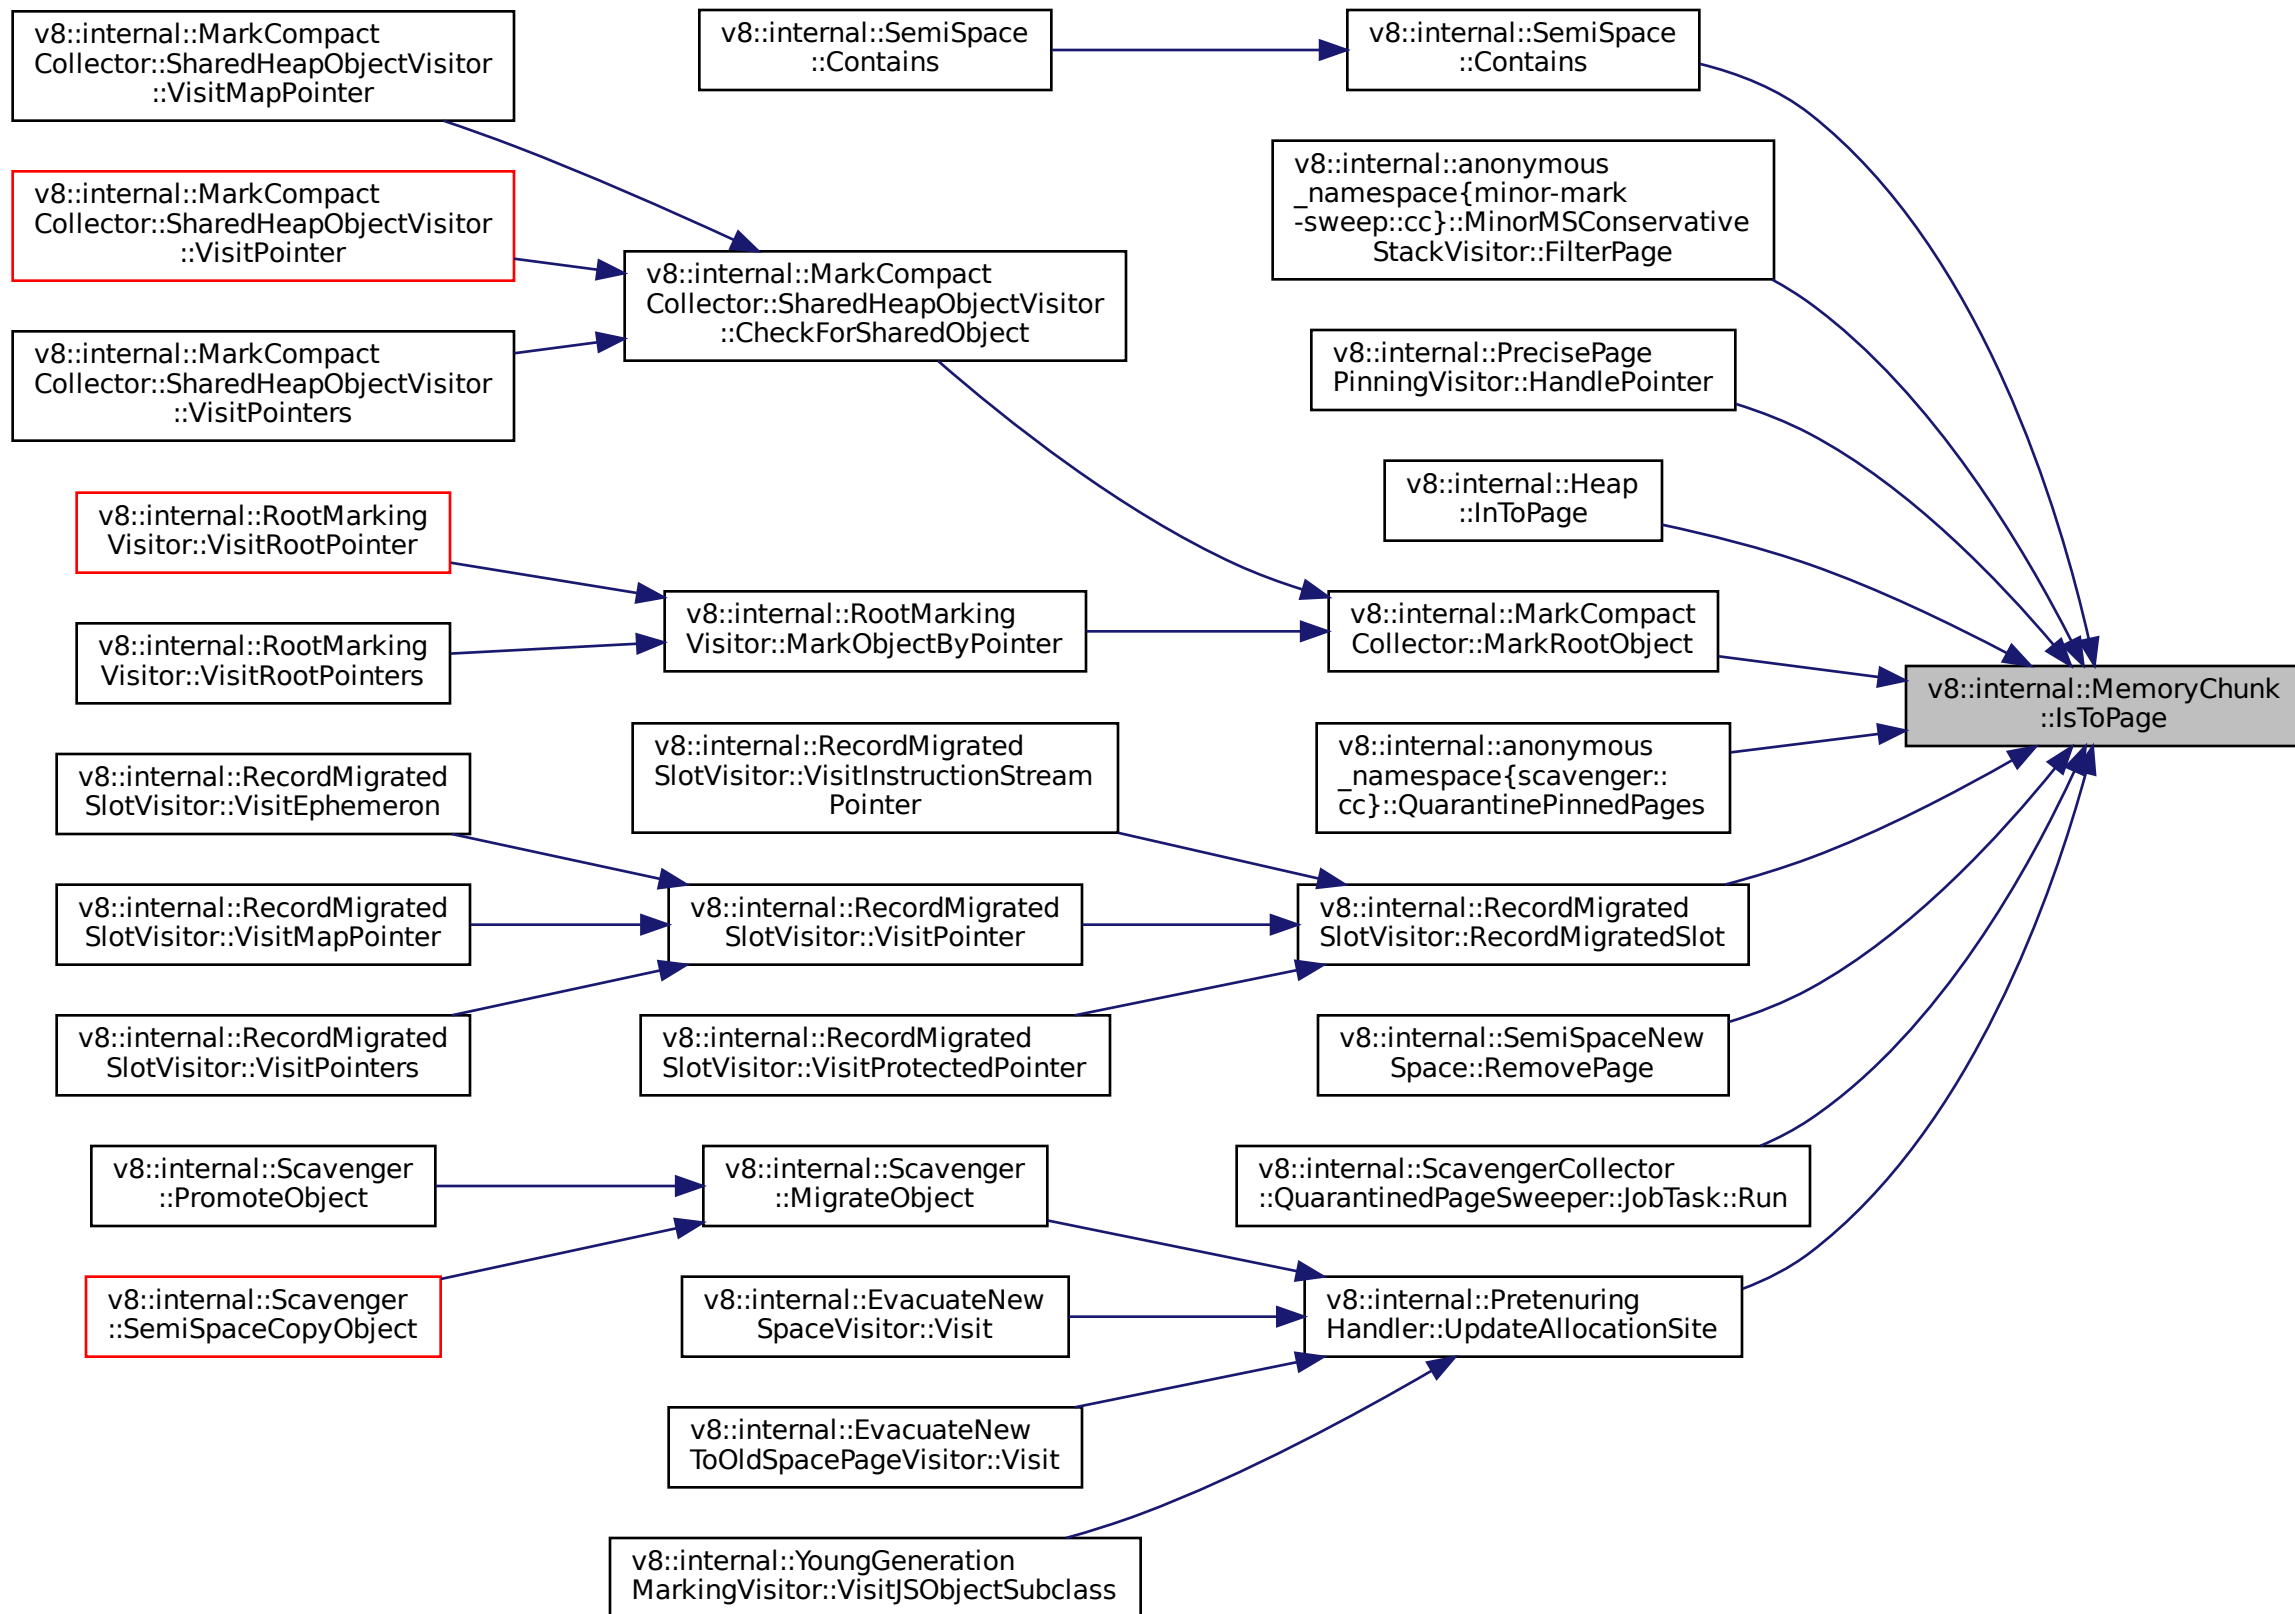 v8::internal::MarkCompact
Collector::SharedHeapObjectVisitor
::VisitMapPointer
v8::internal::SemiSpace
::Contains
v8::internal::SemiSpace
::Contains
v8::internal::anonymous
_namespace{minor-mark
-sweep::cc}::MinorMSConservative
StackVisitor::FilterPage
v8::internal::MarkCompact
Collector::SharedHeapObjectVisitor
::VisitPointer
v8::internal::MarkCompact
Collector::SharedHeapObjectVisitor
::CheckForSharedObject
v8::internal::PrecisePage
PinningVisitor::HandlePointer
v8::internal::MarkCompact
Collector::SharedHeapObjectVisitor
::VisitPointers
v8::internal::Heap
::InToPage
v8::internal::RootMarking
Visitor::VisitRootPointer
v8::internal::RootMarking
Visitor::MarkObjectByPointer
v8::internal::MarkCompact
Collector::MarkRootObject
v8::internal::RootMarking
Visitor::VisitRootPointers
v8::internal::MemoryChunk
::IsToPage
v8::internal::RecordMigrated
SlotVisitor::VisitInstructionStream
Pointer
v8::internal::anonymous
_namespace{scavenger::
cc}::QuarantinePinnedPages
v8::internal::RecordMigrated
SlotVisitor::VisitEphemeron
v8::internal::RecordMigrated
SlotVisitor::VisitMapPointer
v8::internal::RecordMigrated
SlotVisitor::VisitPointer
v8::internal::RecordMigrated
SlotVisitor::RecordMigratedSlot
v8::internal::RecordMigrated
SlotVisitor::VisitPointers
v8::internal::RecordMigrated
SlotVisitor::VisitProtectedPointer
v8::internal::SemiSpaceNew
Space::RemovePage
v8::internal::Scavenger
::PromoteObject
v8::internal::Scavenger
::MigrateObject
v8::internal::ScavengerCollector
::QuarantinedPageSweeper::JobTask::Run
v8::internal::Scavenger
::SemiSpaceCopyObject
v8::internal::EvacuateNew
SpaceVisitor::Visit
v8::internal::Pretenuring
Handler::UpdateAllocationSite
v8::internal::EvacuateNew
ToOldSpacePageVisitor::Visit
v8::internal::YoungGeneration
MarkingVisitor::VisitJSObjectSubclass